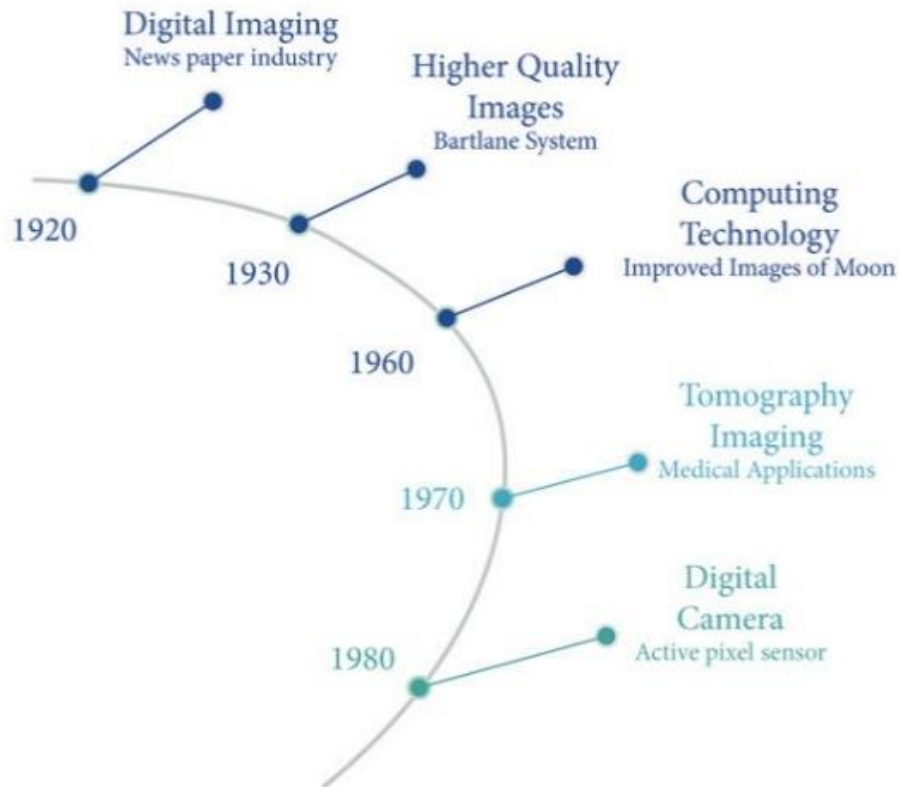 Digital Imaging
News paper industry
1920
Higher Quality
Images
Bartlane System
1930
Computing
Technology
Improved Images of Moon
1960
Tomography
Imaging
Medical Applications
1970
Digital
Camera
Active pixel sensor
1980